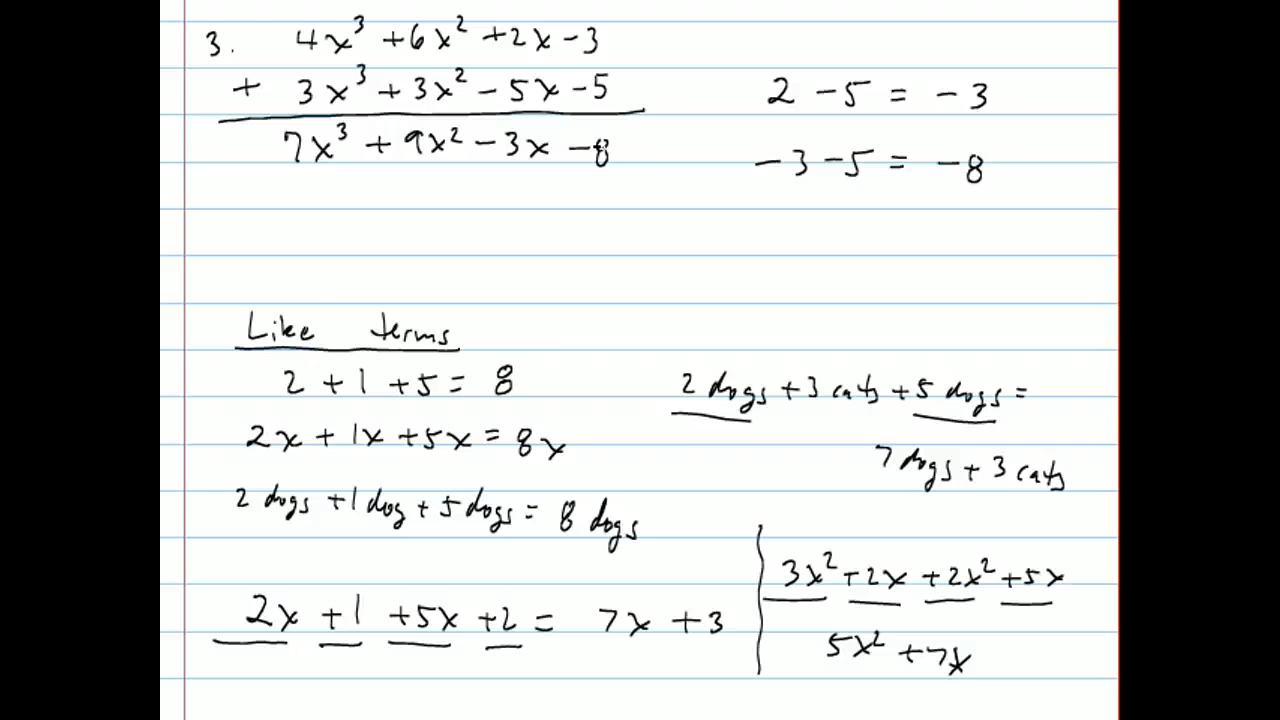 3. 4x³ + 6x² + 2x - 3
+ 3x³ + 3x² - 5x - 5
7x³ + 9x² - 3x - 8
2 - 5 = -3
-3 - 5 = -8
Like terms
2 + 1 + 5 = 8
2x + 1x + 5x = 8x
2 dogs + 1 dog + 5 dogs = 8 dogs
2x + 1 + 5x + 2 = 7x + 3
2 dogs + 3 cats + 5 dogs =
7 dogs + 3 cats
3x² + 2x + 2x² + 5x
5x² + 7x